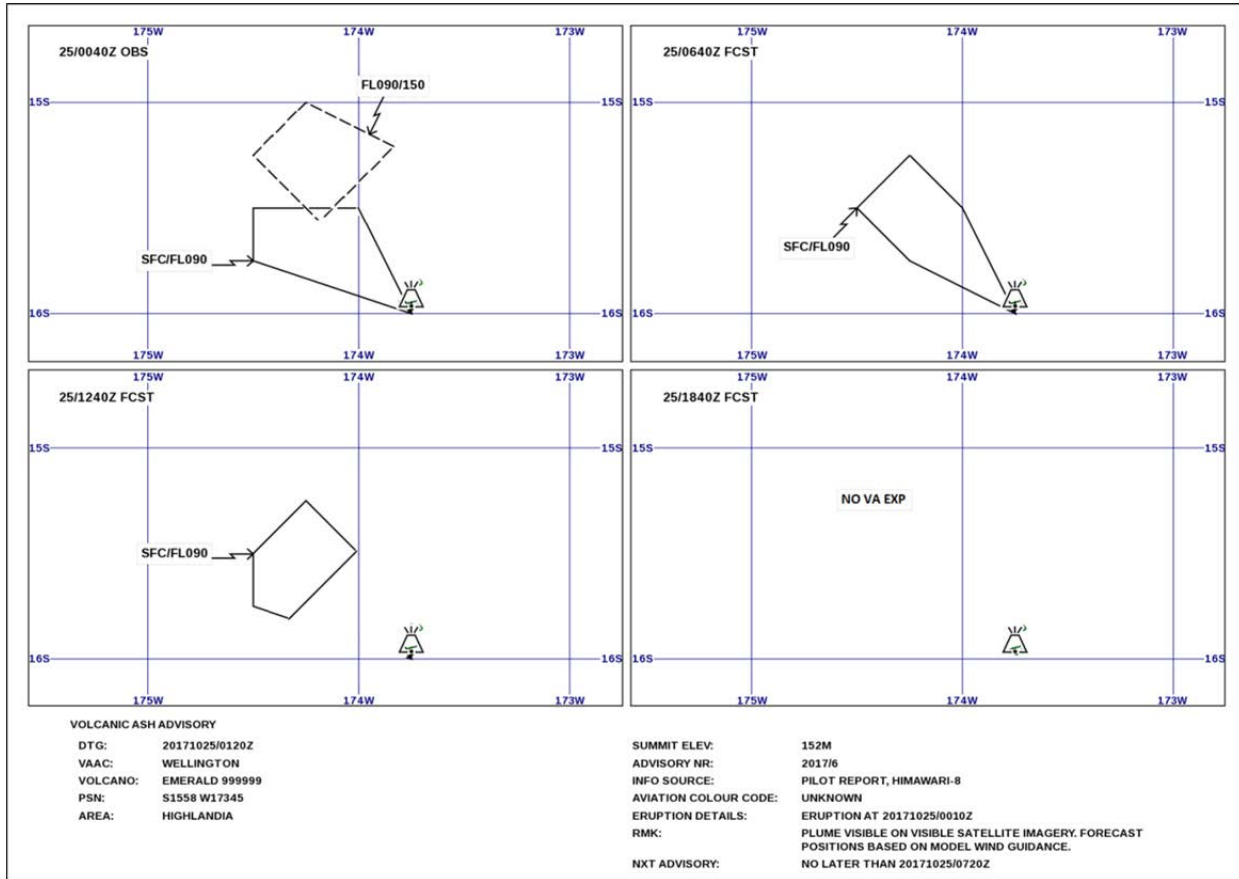 175W 174W 173W
25/0040Z OBS
FL090/150
15S 15S
SFC/FL090
16S 16S
175W 174W 173W
175W 174W 173W
25/0640Z FCST
15S 15S
SFC/FL090
16S 16S
175W 174W 173W
175W 174W 173W
25/1240Z FCST
15S 15S
SFC/FL090
16S 16S
175W 174W 173W
175W 174W 173W
25/1840Z FCST
15S 15S
NO VA EXP
16S 16S
175W 174W 173W
VOLCANIC ASH ADVISORY
DTG: 20171025/0120Z
VAAC: WELLINGTON
VOLCANO: EMERALD 999999
PSN: S1558 W17345
AREA: HIGHLANDIA
SUMMIT ELEV: 152M
ADVISORY NR: 2017/6
INFO SOURCE: PILOT REPORT, HIMAWARI-8
AVIATION COLOUR CODE: UNKNOWN
ERUPTION DETAILS: ERUPTION AT 20171025/0010Z
RMK: PLUME VISIBLE ON VISIBLE SATELLITE IMAGERY. FORECAST
POSITIONS BASED ON MODEL WIND GUIDANCE.
NXT ADVISORY: NO LATER THAN 20171025/0720Z